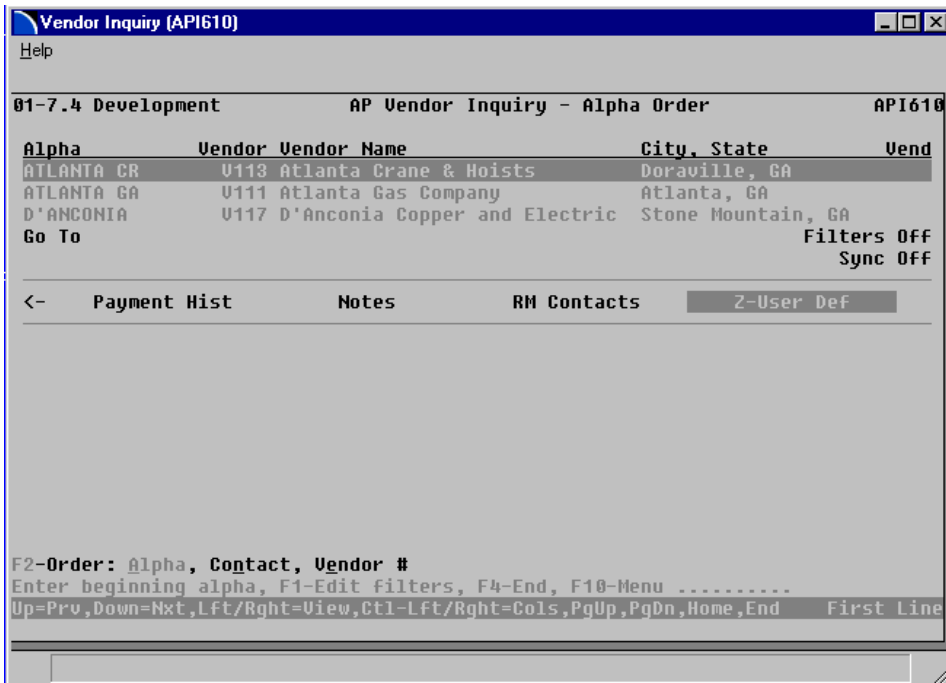 Vendor Inquiry (API610)
Help
01-7.4 Development AP Vendor Inquiry - Alpha Order API610
Alpha Vendor Vendor Name City, State Vend
ATLANTA CR V113 Atlanta Crane & Hoists Doraville, GA
ATLANTA GA V111 Atlanta Gas Company Atlanta, GA
D'ANCONIA V117 D'Anconia Copper and Electric Stone Mountain, GA
Go To Filters Off
Sync Off
<- Payment Hist Notes RM Contacts Z-User Def
F2-Order: Alpha, Contact, Vendor #
Enter beginning alpha, F1-Edit filters, F4-End, F10-Menu ..........
Up=Prv,Down=Nxt,Lft/Rght=View,Ctl-Lft/Rght=Cols,PgUp,PgDn,Home,End First Line